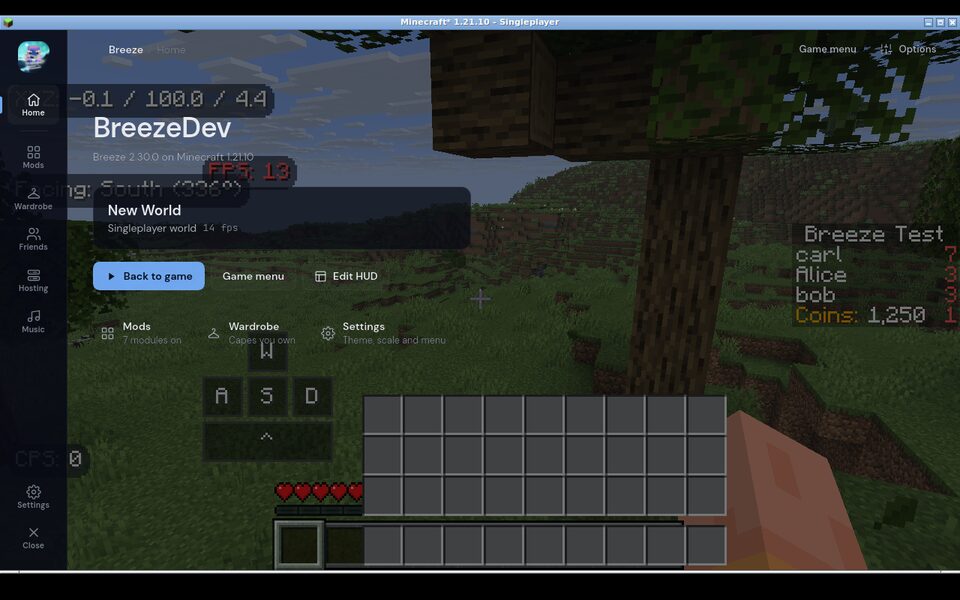 Minecraft* 1.21.10 - Singleplayer
Breeze Home
Game menu
Options
-0.1 / 100.0 / 4.4
Home
BreezeDev
Breeze 2.30.0 on Minecraft 1.21.10
FPS: 13
Mods
Facing: South (336°)
Wardrobe
New World
Singleplayer world 14 fps
Friends
Breeze Test
carl 7
Alice 3
bob 3
Coins: 1,250 1
Hosting
Back to game
Game menu
Edit HUD
Music
Mods
7 modules on
Wardrobe
Capes you own
Settings
Theme, scale and menu
W
A S D
^
CPS: 0
Settings
Close